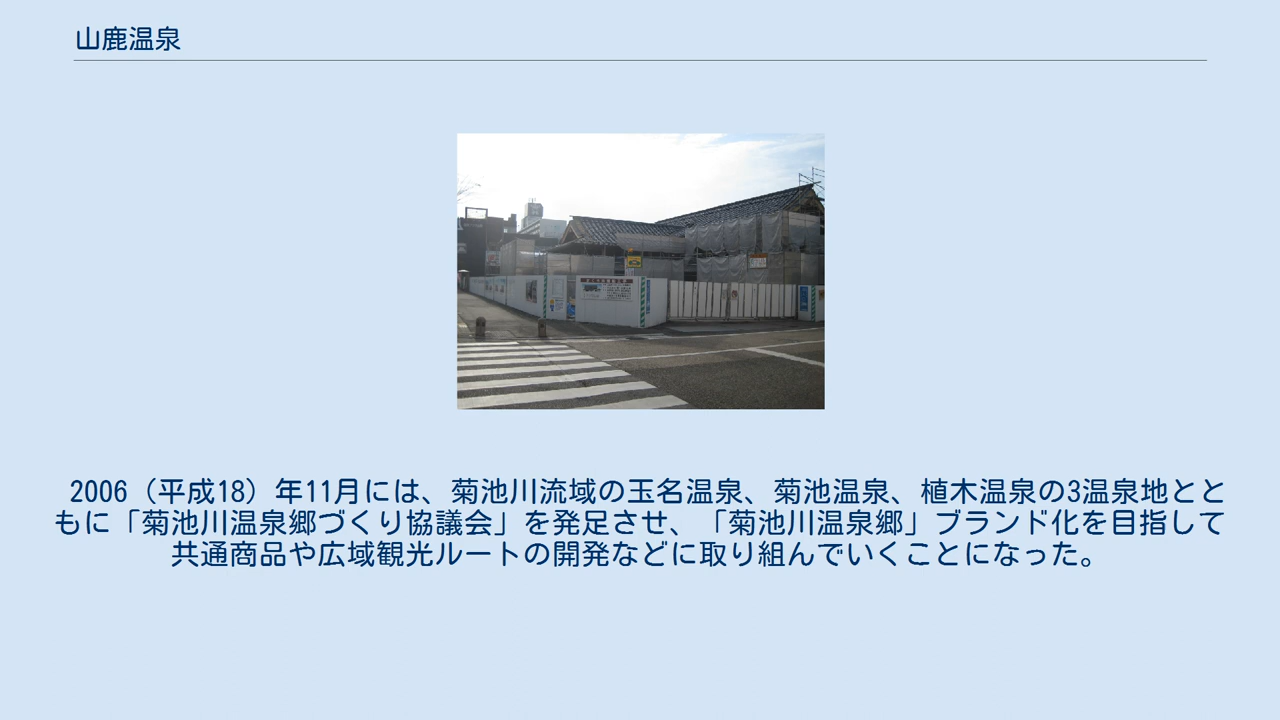 山鹿温泉
2006（平成18）年11月には、菊池川流域の玉名温泉、菊池温泉、植木温泉の3温泉地とと
もに「菊池川温泉郷づくり協議会」を発足させ、「菊池川温泉郷」ブランド化を目指して
共通商品や広域観光ルートの開発などに取り組んでいくことになった。